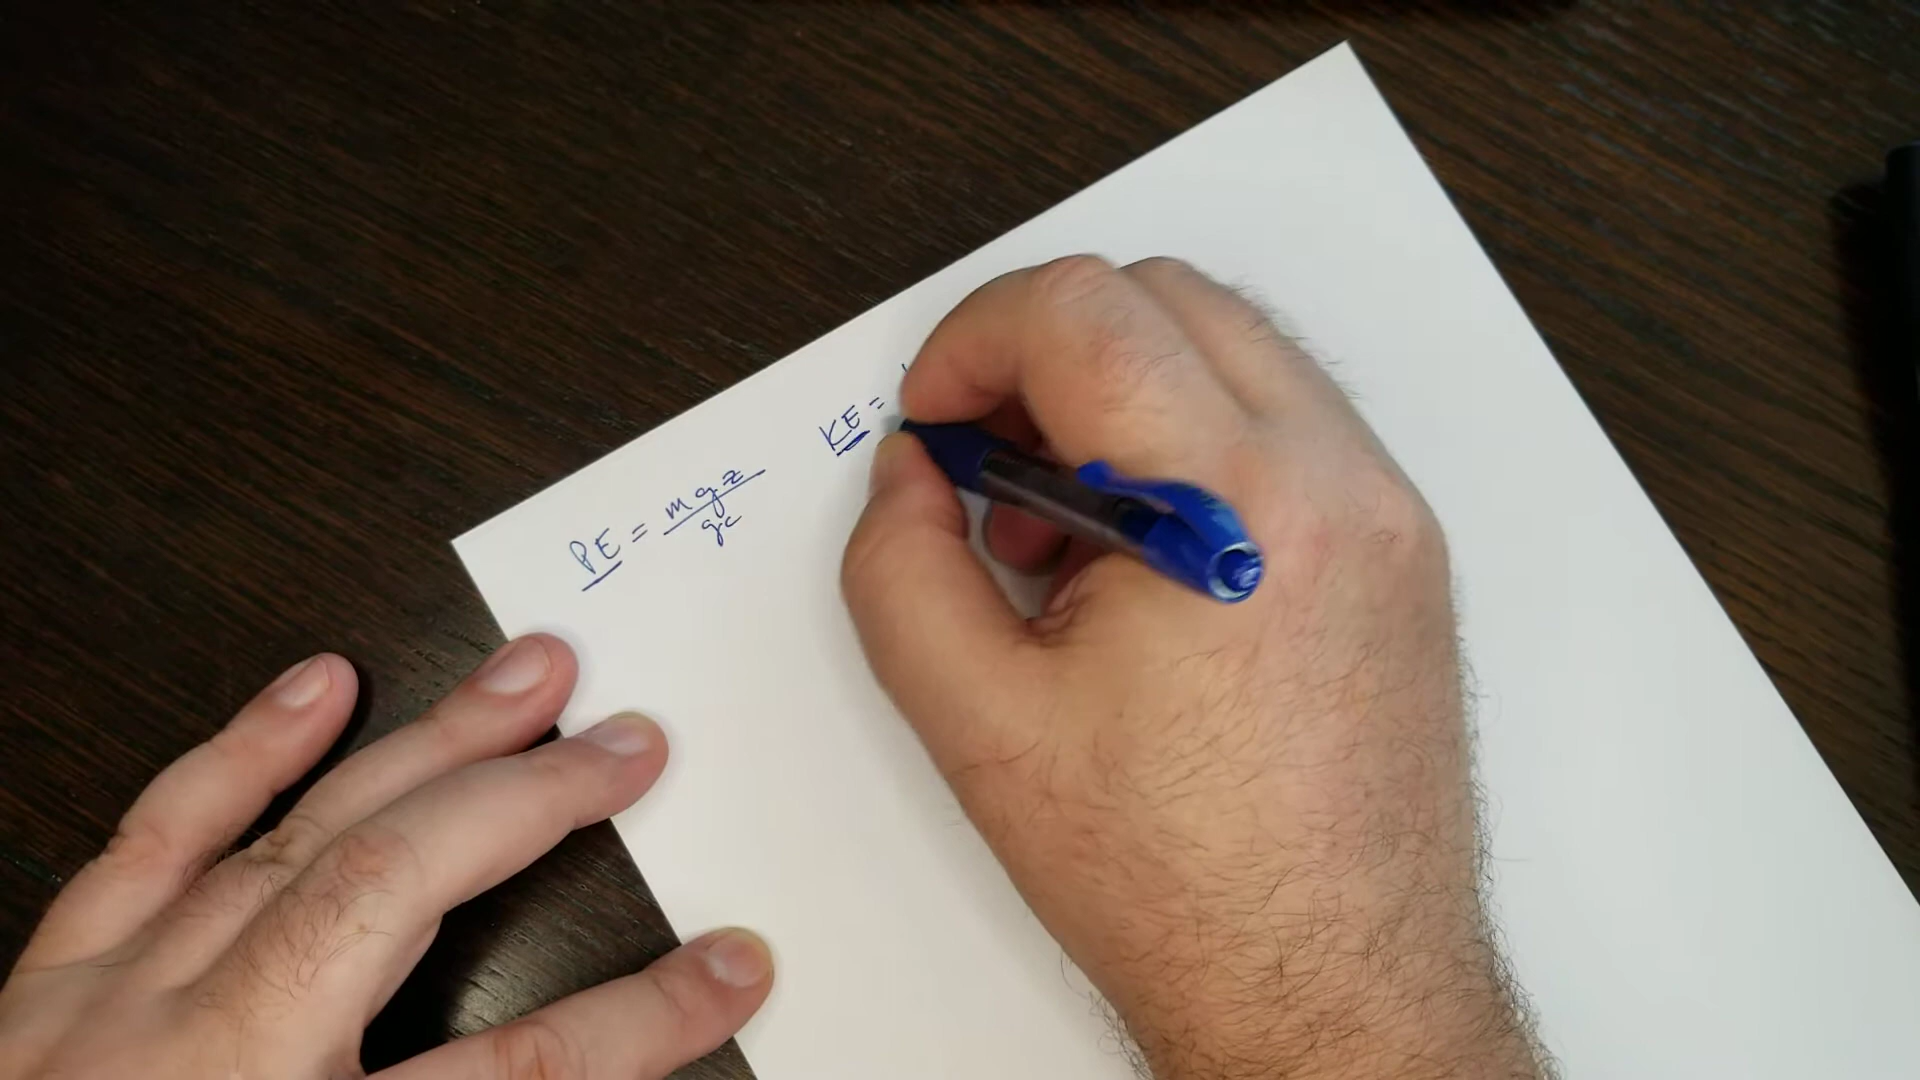 PE = mgz/gc KE =